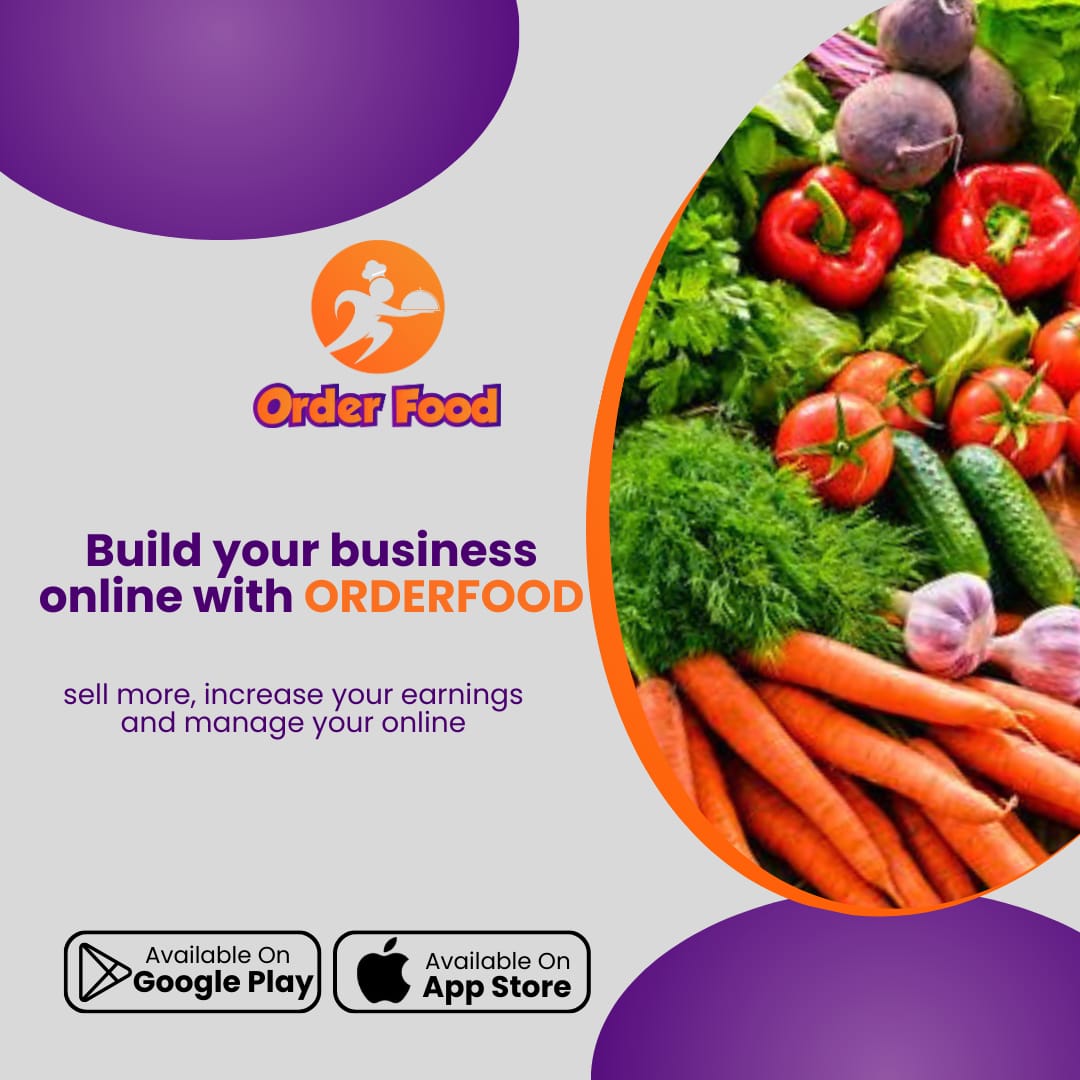 Order Food
Build your business
online with ORDERFOOD
sell more, increase your earnings
and manage your online
Available On
Google Play
Available On
App Store